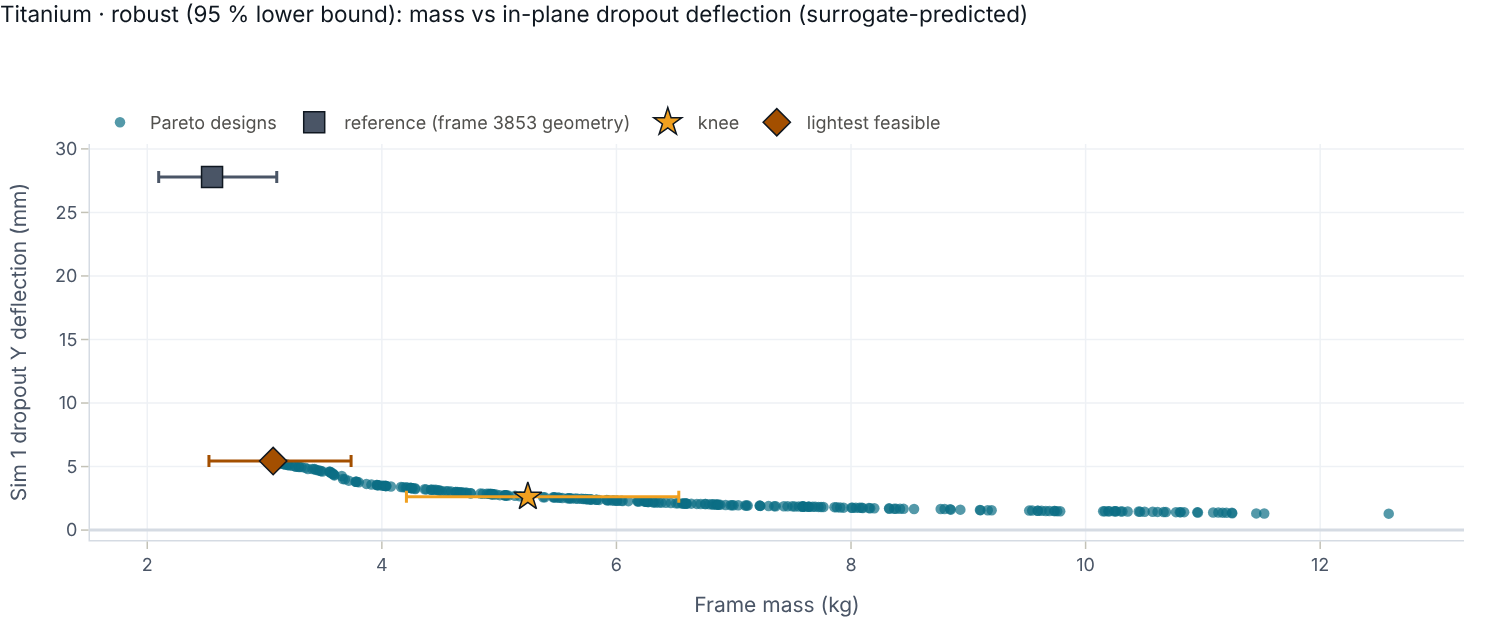 Titanium · robust (95 % lower bound): mass vs in-plane dropout deflection (surrogate-predicted)
Pareto designs
reference (frame 3853 geometry)
knee
lightest feasible
Sim 1 dropout Y deflection (mm)
30
25
20
15
10
5
0
2
4
6
8
10
12
Frame mass (kg)